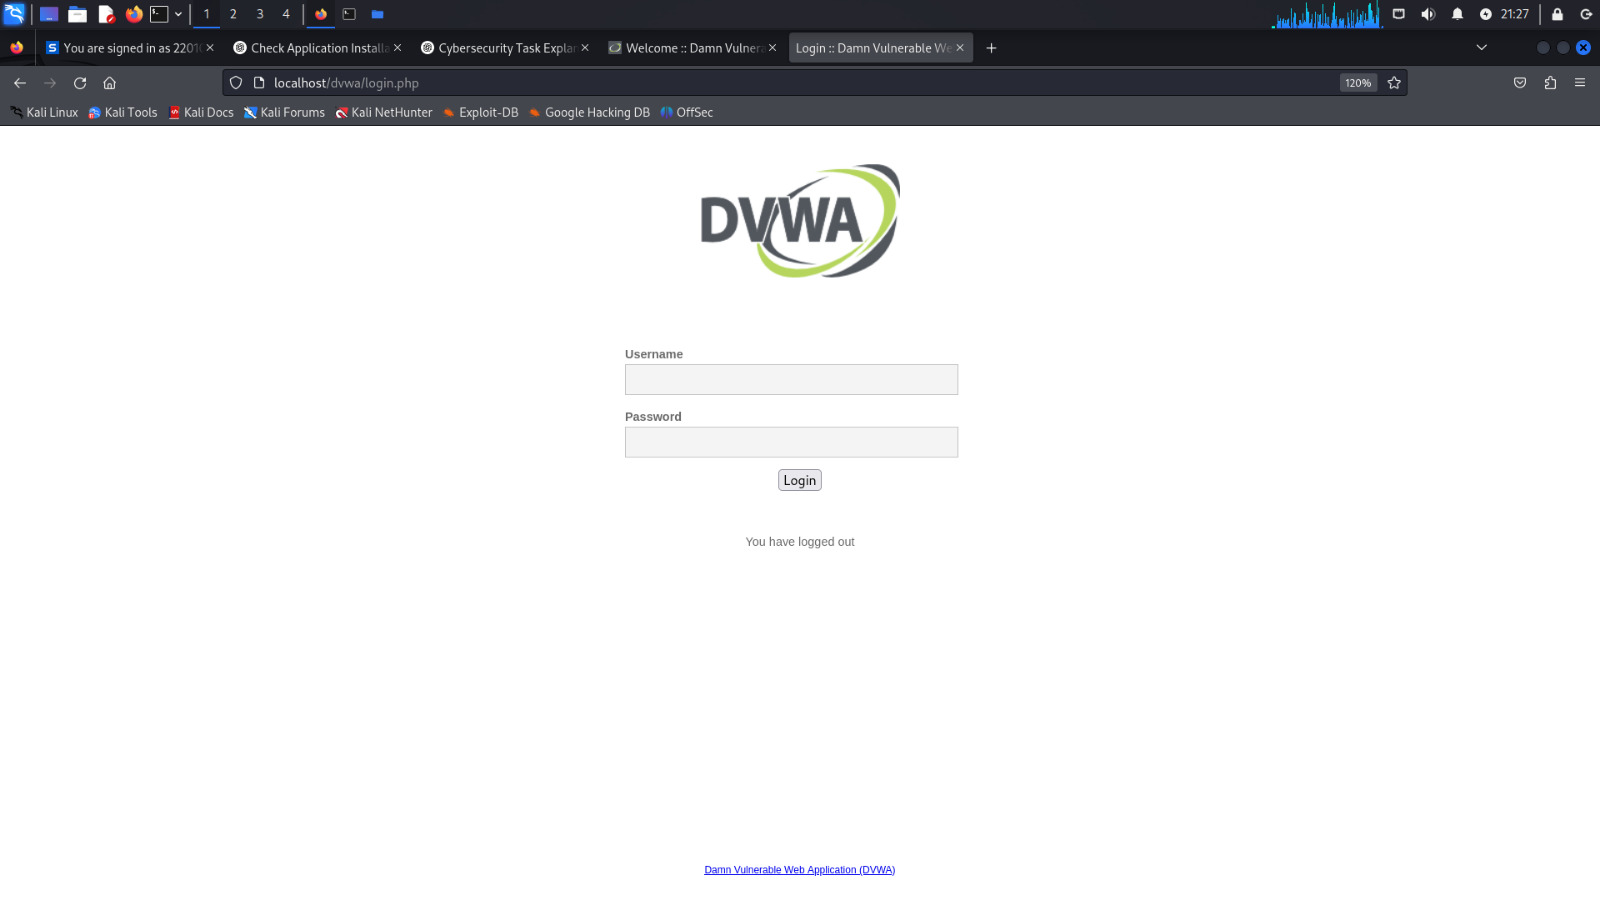 1 2 3 4 21:27
You are signed in as 2201 Check Application Installa Cybersecurity Task Explan Welcome :: Damn Vulnera Login :: Damn Vulnerable We
localhost/dvwa/login.php 120%
Kali Linux Kali Tools Kali Docs Kali Forums Kali NetHunter Exploit-DB Google Hacking DB OffSec
DVWA
Username
Password
Login
You have logged out
Damn Vulnerable Web Application (DVWA)